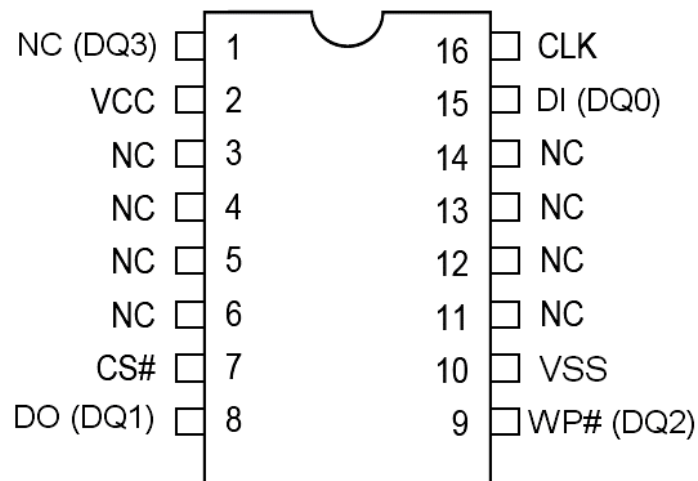 NC (DQ3) 1 16 CLK
VCC 2 15 DI (DQ0)
NC 3 14 NC
NC 4 13 NC
NC 5 12 NC
NC 6 11 NC
CS# 7 10 VSS
DO (DQ1) 8 9 WP# (DQ2)